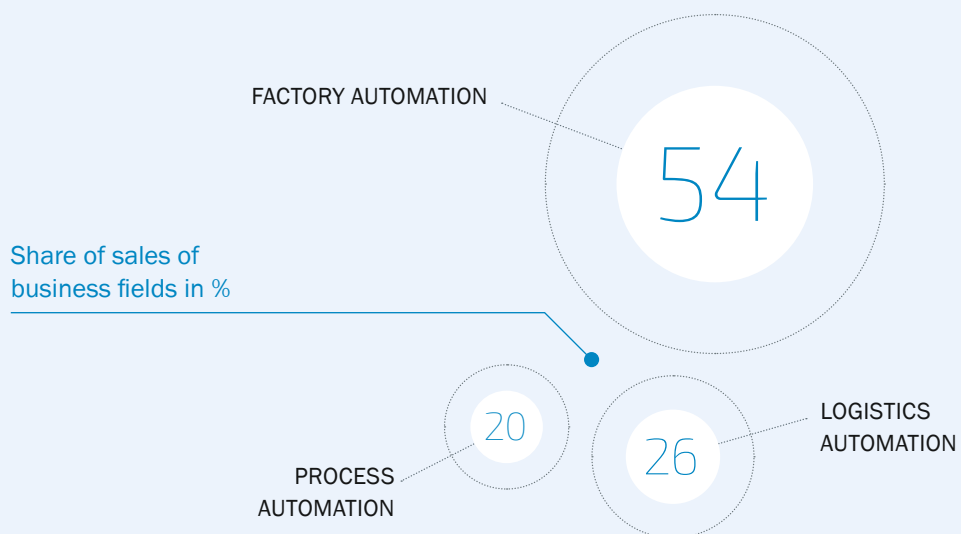 FACTORY AUTOMATION
54
Share of sales of
business fields in %
20
PROCESS
AUTOMATION
26
LOGISTICS
AUTOMATION